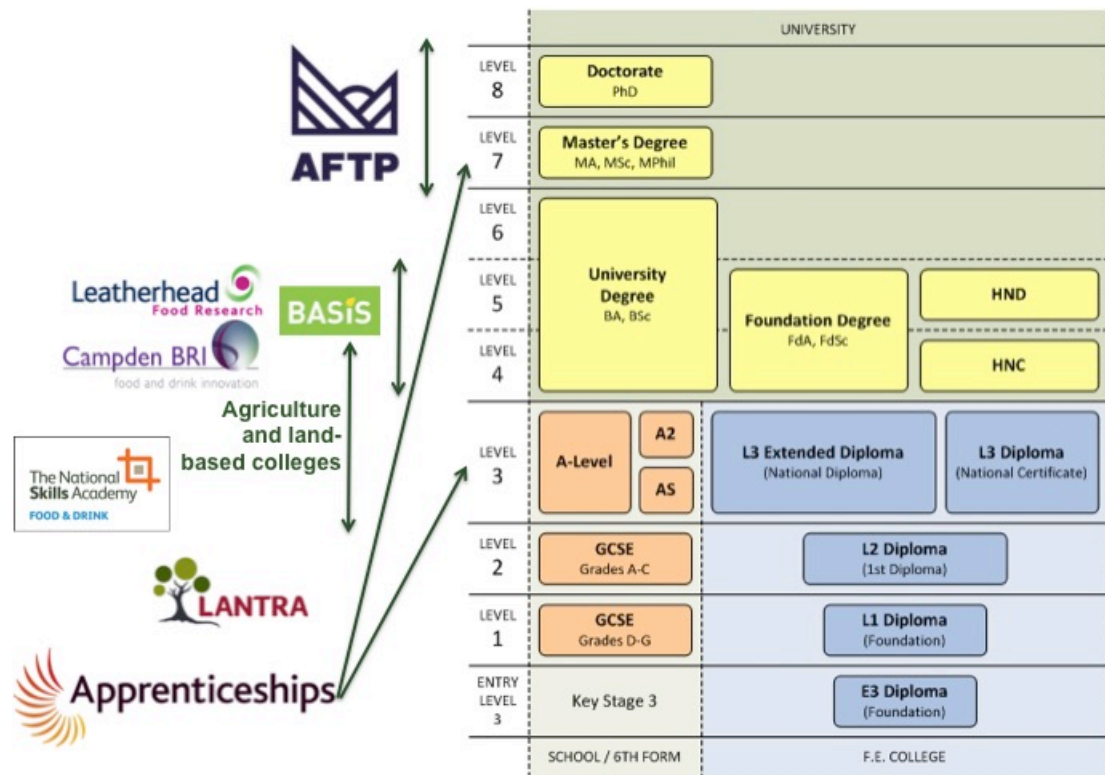 AFTP
Leatherhead
Food Research
BASiS
Campden BRI
food and drink innovation
Agriculture
and land-
based colleges
The National
Skills Academy
FOOD & DRINK
LANTRA
Apprenticeships
UNIVERSITY
LEVEL
8
Doctorate
PhD
LEVEL
7
Master's Degree
MA, MSc, MPhil
LEVEL
6
LEVEL
5
LEVEL
4
University
Degree
BA, BSc
Foundation Degree
FdA, FdSc
HND
HNC
LEVEL
3
A-Level
A2
AS
L3 Extended Diploma
(National Diploma)
L3 Diploma
(National Certificate)
LEVEL
2
GCSE
Grades A-C
L2 Diploma
(1st Diploma)
LEVEL
1
GCSE
Grades D-G
L1 Diploma
(Foundation)
ENTRY
LEVEL
3
Key Stage 3
E3 Diploma
(Foundation)
SCHOOL / 6TH FORM
F.E. COLLEGE